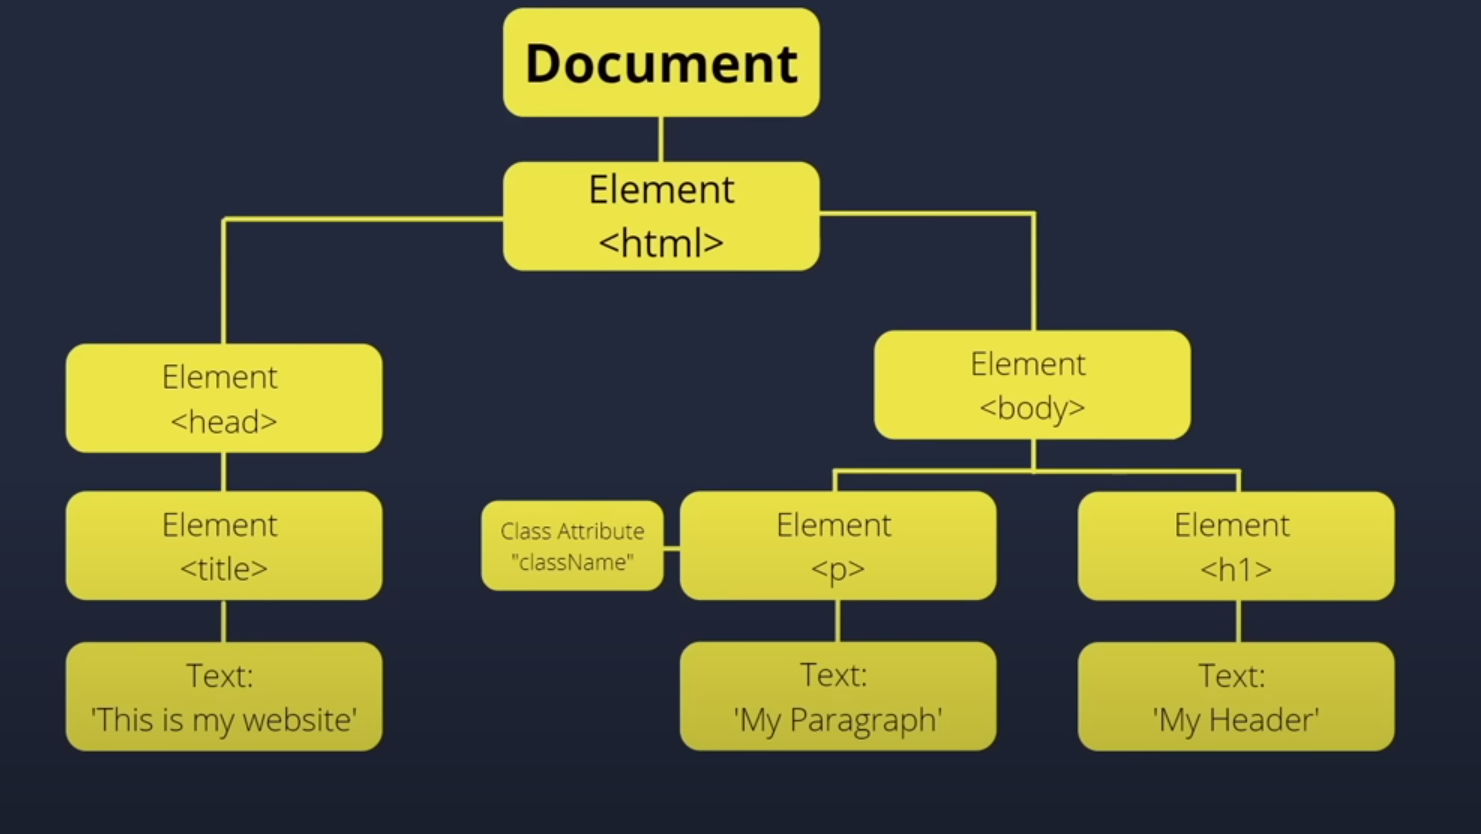 Document
Element
<html>
Element
<head>
Element
<body>
Element
<title>
Class Attribute
"className"
Element
<p>
Element
<h1>
Text:
'This is my website'
Text:
'My Paragraph'
Text:
'My Header'